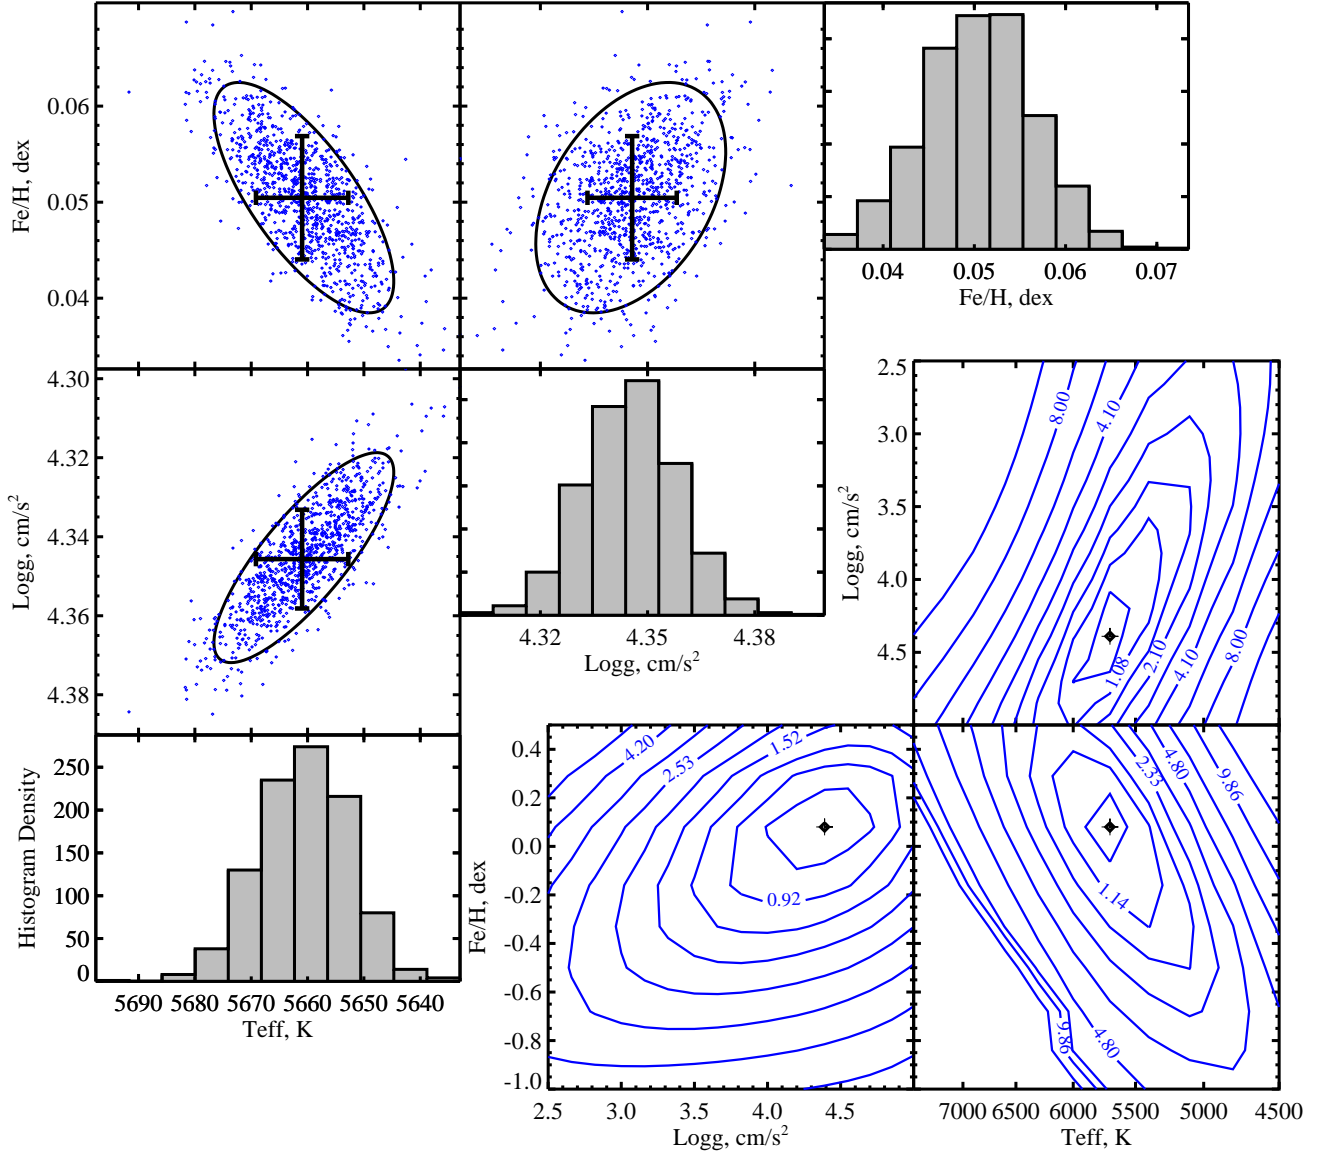 0.06
0.05
0.04
Fe/H, dex
0.04 0.05 0.06 0.07
Fe/H, dex
4.30
4.32
4.34
4.36
4.38
Logg, cm/s²
4.32 4.35 4.38
Logg, cm/s²
250
200
150
100
50
0
Histogram Density
5690 5680 5670 5660 5650 5640
Teff, K
2.5
3.0
3.5
4.0
4.5
Logg, cm/s²
8.00
4.10
1.08
2.10
4.10
8.00
0.4
0.2
0.0
-0.2
-0.4
-0.6
-0.8
-1.0
Fe/H, dex
4.20
2.53
1.52
0.92
2.5 3.0 3.5 4.0 4.5
Logg, cm/s²
2.33
4.80
9.86
1.14
9.86
4.80
7000 6500 6000 5500 5000 4500
Teff, K